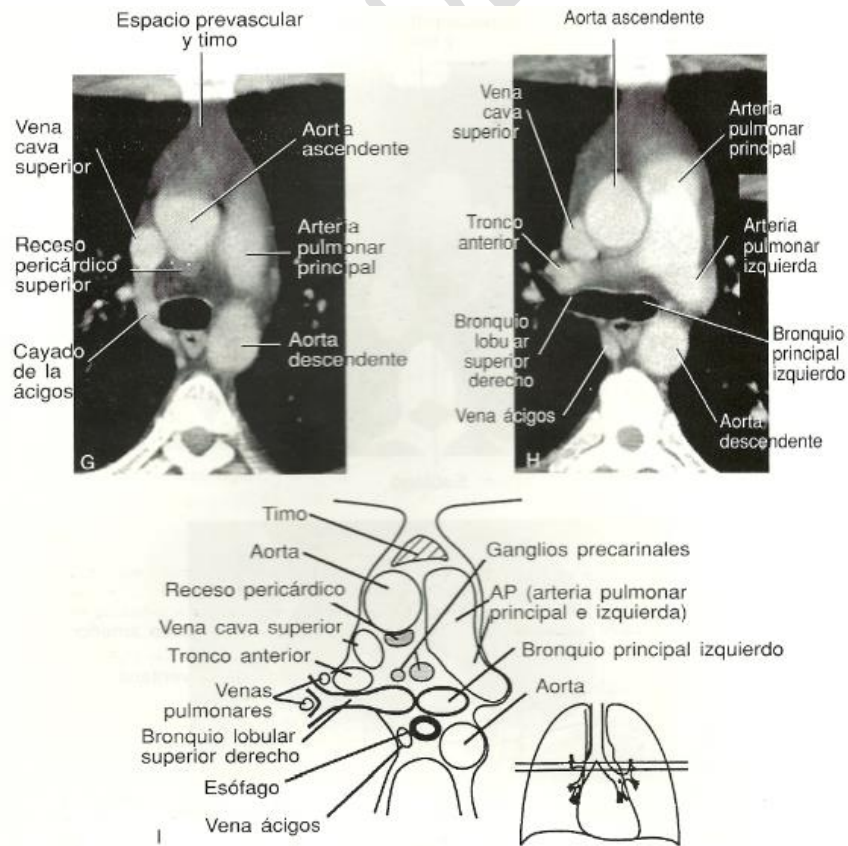 Espacio prevascular
y timo
Vena
cava
superior
Aorta
ascendente
Receso
pericárdico
superior
Arteria
pulmonar
principal
Cayado
de la
ácigos
Aorta
descendente
G
Aorta ascendente
Vena
cava
superior
Arteria
pulmonar
principal
Tronco
anterior
Arteria
pulmonar
izquierda
Bronquio
lobular
superior
derecho
Bronquio
principal
izquierdo
Vena ácigos
Aorta
descendente
H
Timo
Aorta
Ganglios precarinales
Receso pericárdico
AP (arteria pulmonar
principal e izquierda)
Vena cava superior
Tronco anterior
Bronquio principal izquierdo
Venas
pulmonares
Aorta
Bronquio lobular
superior derecho
Esófago
Vena ácigos
I